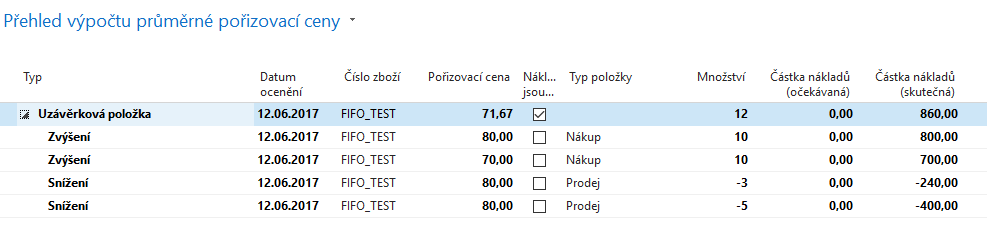 Přehled výpočtu průměrné pořizovací ceny
Typ Datum ocenění Číslo zboží Pořizovací cena Nákl... jsou... Typ položky Množství Částka nákladů (očekávaná) Částka nákladů (skutečná)
Uzávěrková položka 12.06.2017 FIFO_TEST 71,67 12 0,00 860,00
Zvýšení 12.06.2017 FIFO_TEST 80,00 Nákup 10 0,00 800,00
Zvýšení 12.06.2017 FIFO_TEST 70,00 Nákup 10 0,00 700,00
Snížení 12.06.2017 FIFO_TEST 80,00 Prodej -3 0,00 -240,00
Snížení 12.06.2017 FIFO_TEST 80,00 Prodej -5 0,00 -400,00